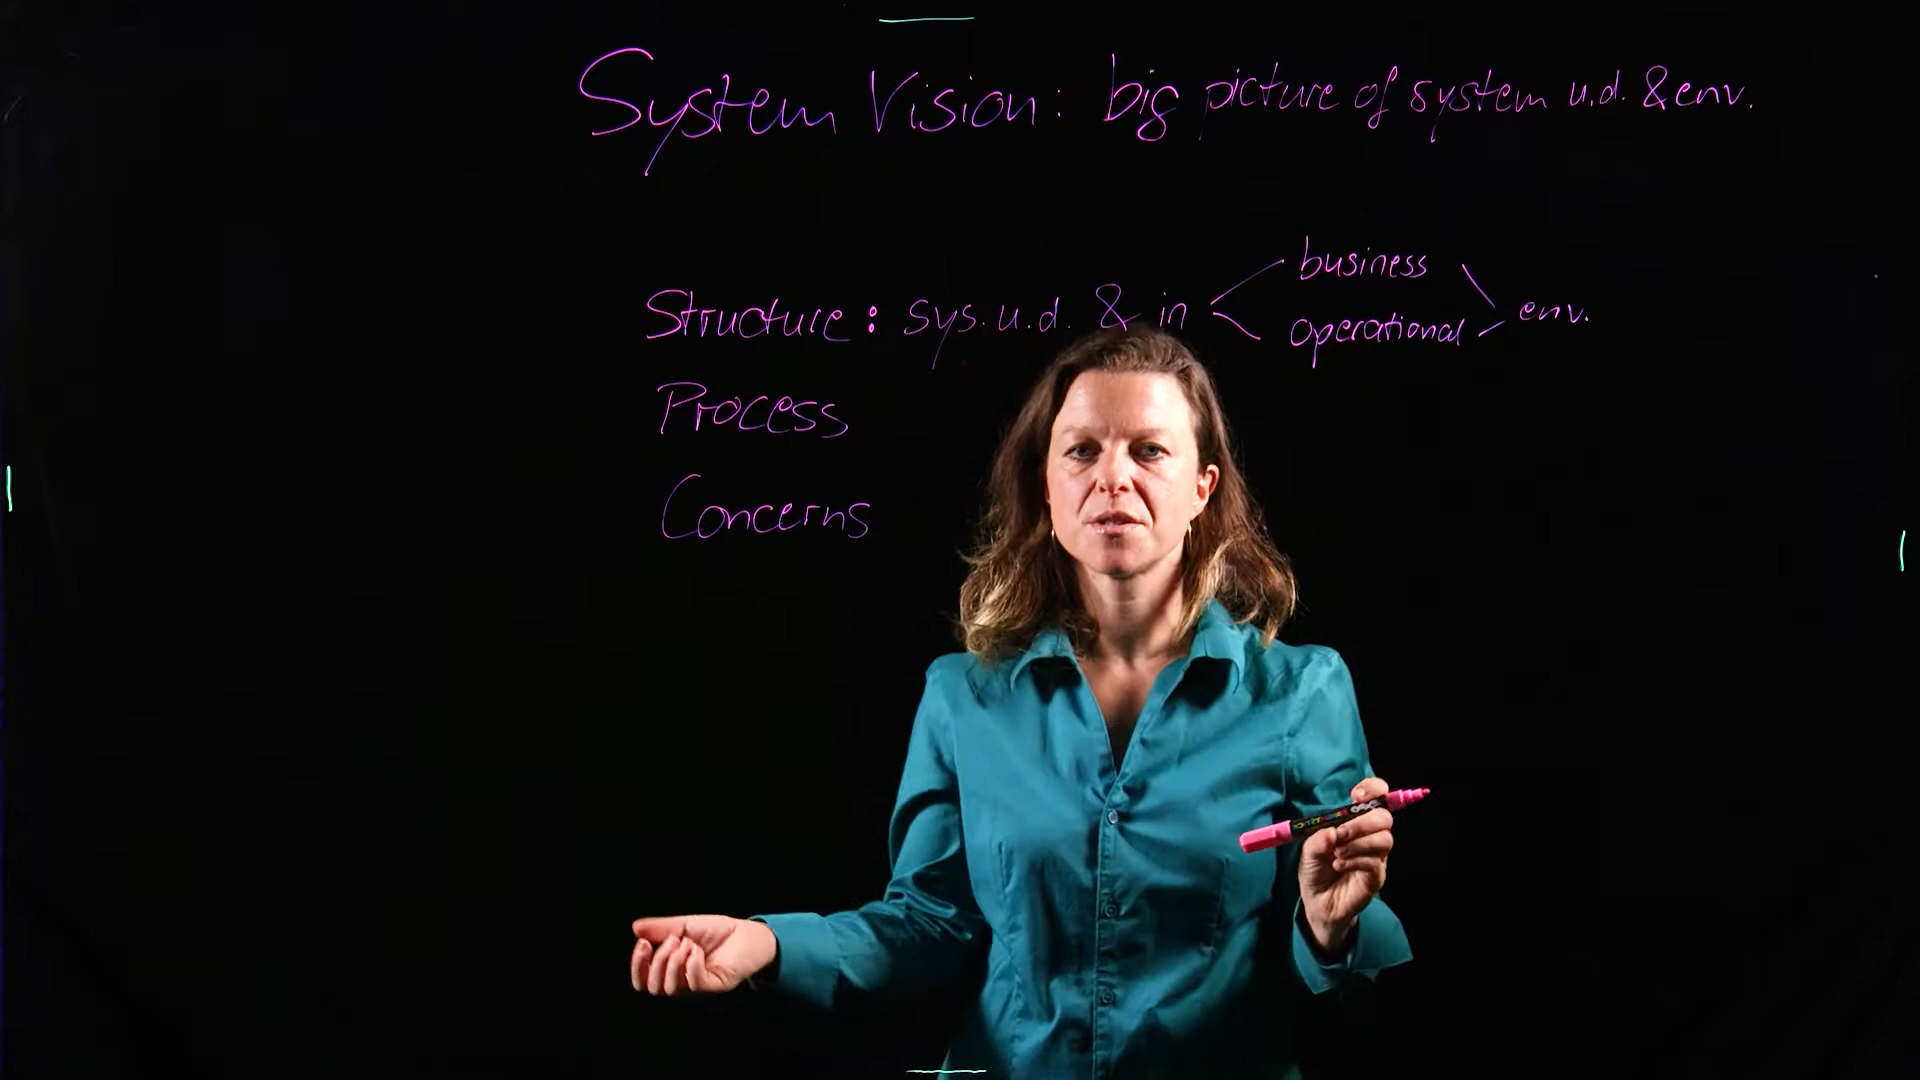 System Vision: big picture of system u.d. & env.
business
Structure: sys. u.d. & in
operational
env.
Process
Concerns